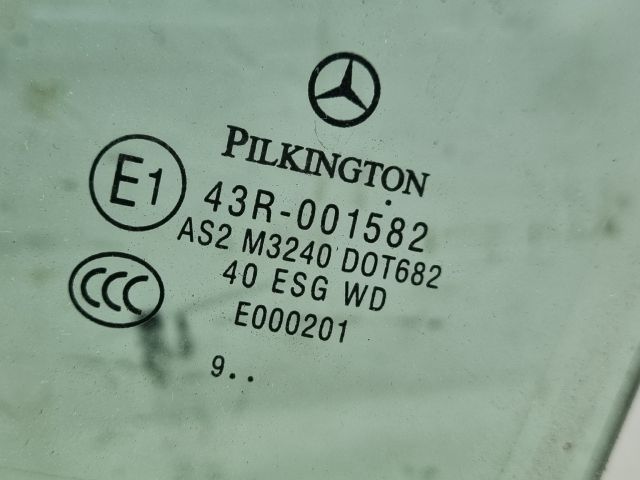 PILKINGTON
E1
43R-001582
AS2 M3240 DOT682
CCC
40 ESG WD
E000201
9..